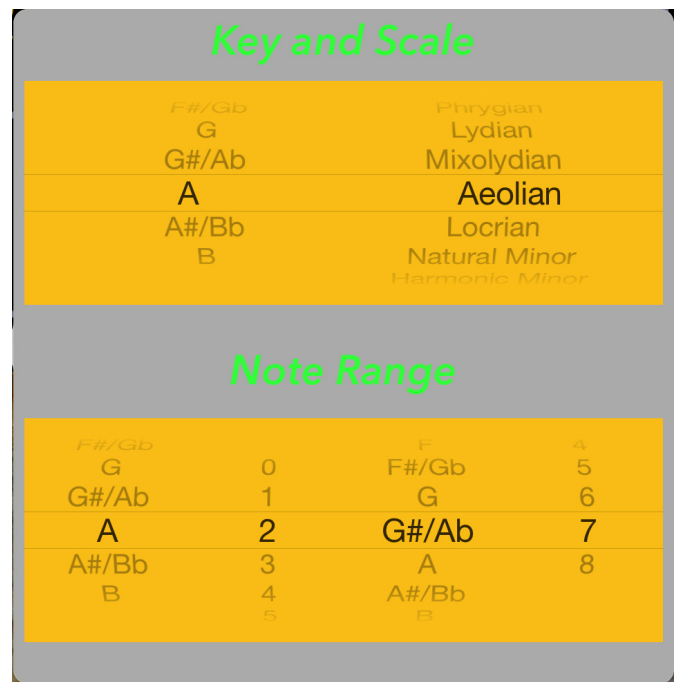 Key and Scale
F#/Gb Phrygian
G Lydian
G#/Ab Mixolydian
A Aeolian
A#/Bb Locrian
B Natural Minor
Harmonic Minor
Note Range
F#/Gb F 4
G 0 F#/Gb 5
G#/Ab 1 G 6
A 2 G#/Ab 7
A#/Bb 3 A 8
B 4 A#/Bb
5 B